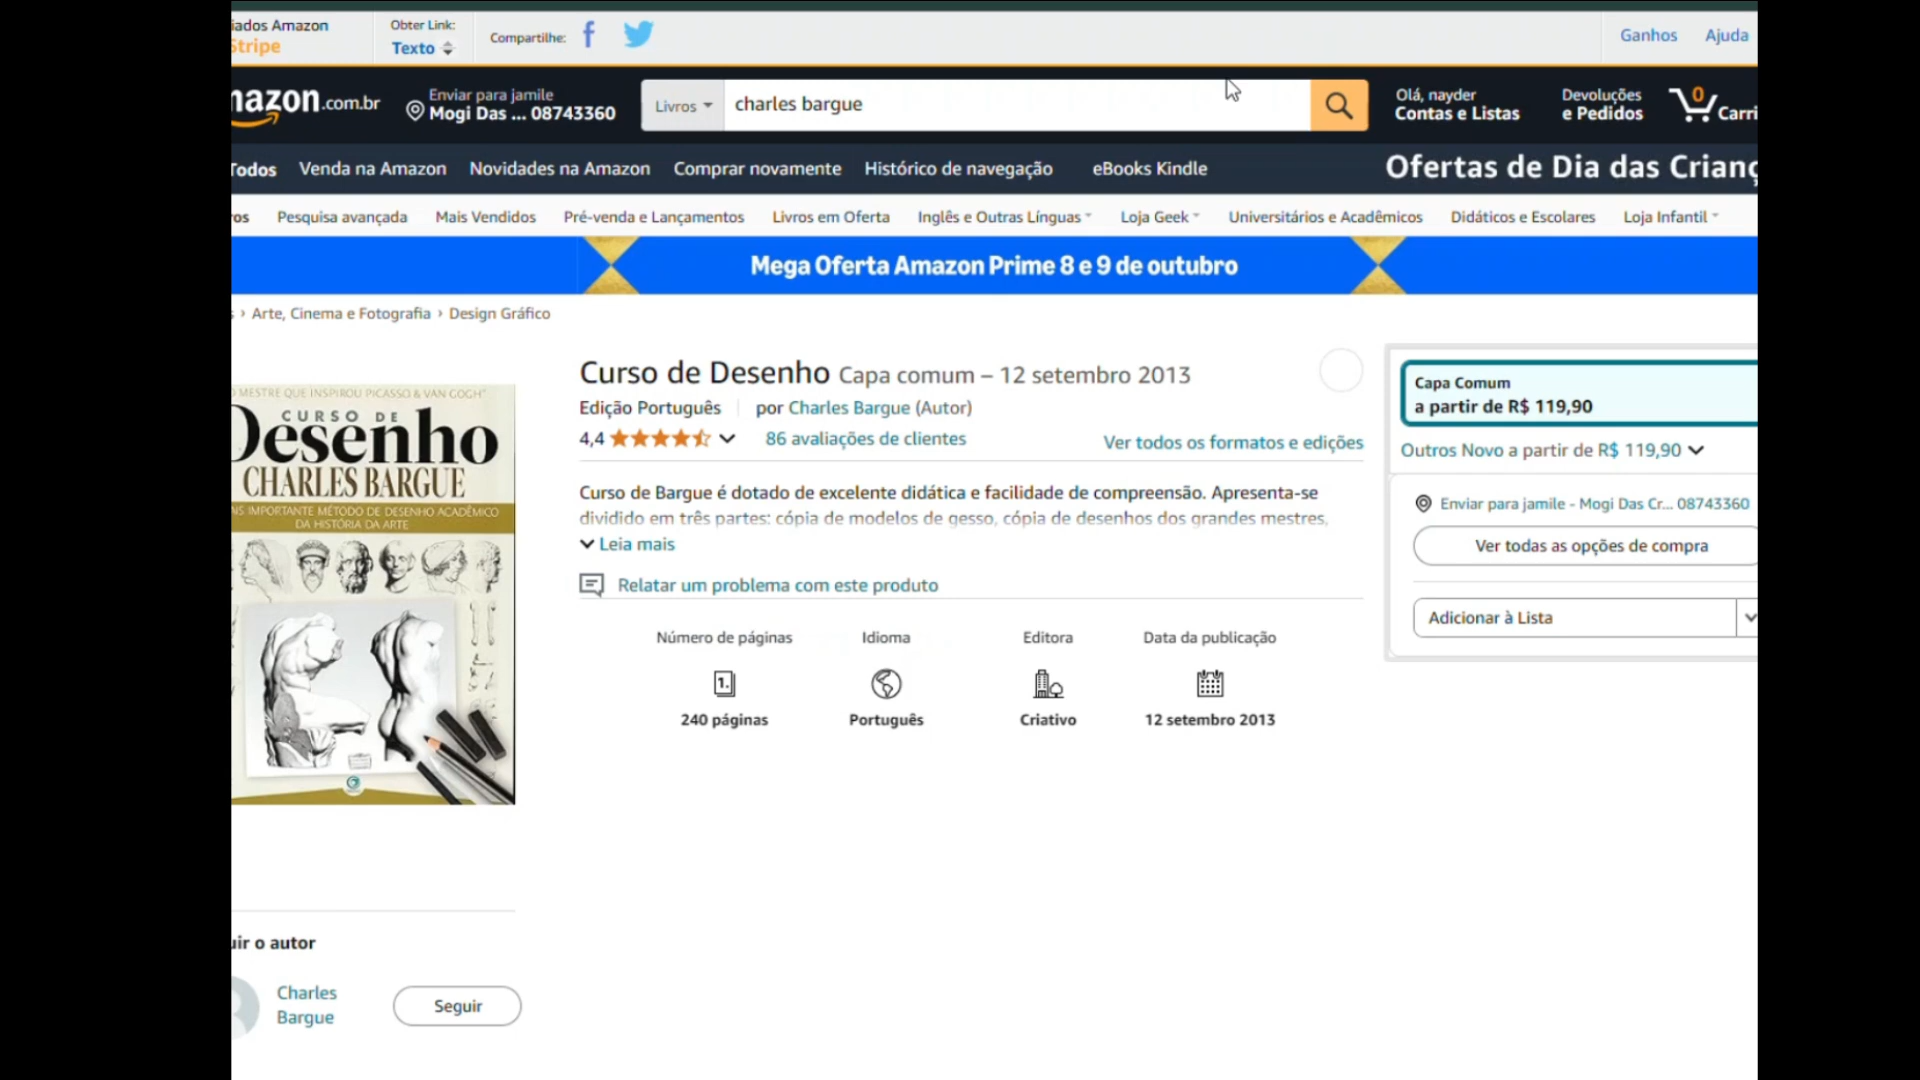 iados Amazon
Stripe
Obter Link:
Texto
Compartilhe:
Ganhos
Ajuda
mazon.com.br
Enviar para jamile
Mogi Das ... 08743360
Livros
charles bargue
Olá, nayder
Contas e Listas
Devoluções
e Pedidos
0
Carri
Todos
Venda na Amazon
Novidades na Amazon
Comprar novamente
Histórico de navegação
eBooks Kindle
Ofertas de Dia das Crianç
ros
Pesquisa avançada
Mais Vendidos
Pré-venda e Lançamentos
Livros em Oferta
Inglês e Outras Línguas
Loja Geek
Universitários e Acadêmicos
Didáticos e Escolares
Loja Infantil
Mega Oferta Amazon Prime 8 e 9 de outubro
s › Arte, Cinema e Fotografia › Design Gráfico
O MESTRE QUE INSPIROU PICASSO & VAN GOGH"
CURSO DE
Desenho
CHARLES BARGUE
AIS IMPORTANTE MÉTODO DE DESENHO ACADÊMICO
DA HISTÓRIA DA ARTE
Curso de Desenho Capa comum – 12 setembro 2013
Edição Português
por Charles Bargue (Autor)
4,4
86 avaliações de clientes
Ver todos os formatos e edições
Curso de Bargue é dotado de excelente didática e facilidade de compreensão. Apresenta-se
dividido em três partes: cópia de modelos de gesso, cópia de desenhos dos grandes mestres,
Leia mais
Relatar um problema com este produto
Número de páginas
1.
240 páginas
Idioma
Português
Editora
Criativo
Data da publicação
12 setembro 2013
Capa Comum
a partir de R$ 119,90
Outros Novo a partir de R$ 119,90
Enviar para jamile - Mogi Das Cr... 08743360
Ver todas as opções de compra
Adicionar à Lista
uir o autor
Charles
Bargue
Seguir